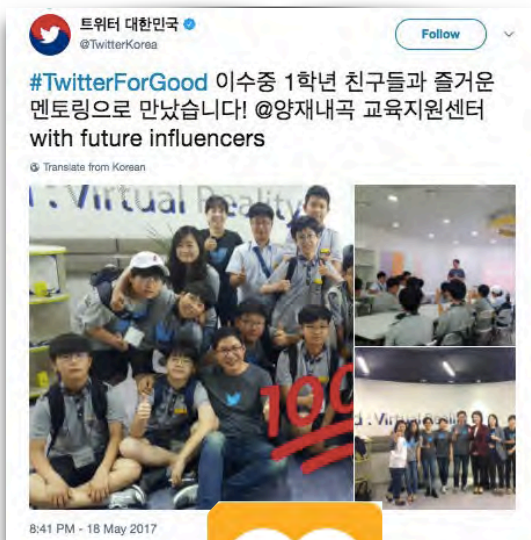 트위터 대한민국
@TwitterKorea
Follow
#TwitterForGood 이수중 1학년 친구들과 즐거운
멘토링으로 만났습니다! @양재내곡 교육지원센터
with future influencers
Translate from Korean
: Virtual Reality
100
d : Virtual Reality
8:41 PM - 18 May 2017